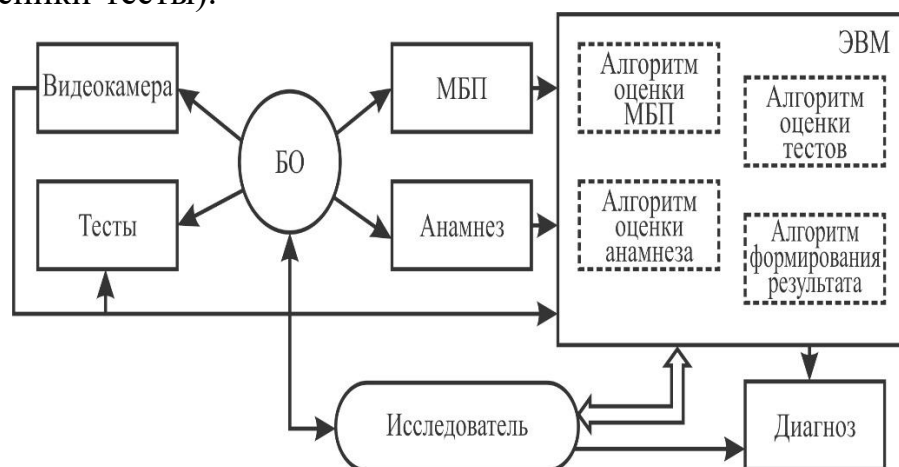 тесты).
Видеокамера
МБП
ЭВМ
Алгоритм
оценки
МБП
Алгоритм
оценки
тестов
БО
Тесты
Анамнез
Алгоритм
оценки
анамнеза
Алгоритм
формирования
результата
Исследователь
Диагноз